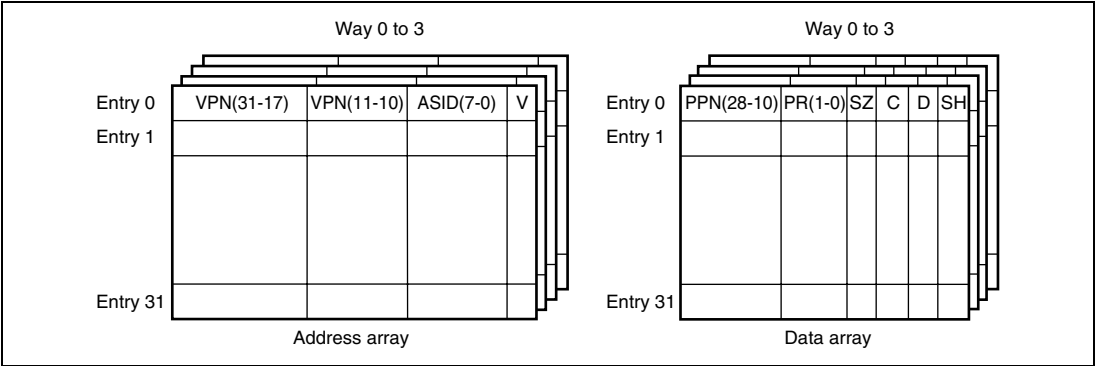 Way 0 to 3
Entry 0 VPN(31-17) VPN(11-10) ASID(7-0) V
Entry 1
Entry 31
Address array
Way 0 to 3
Entry 0 PPN(28-10) PR(1-0) SZ C D SH
Entry 1
Entry 31
Data array